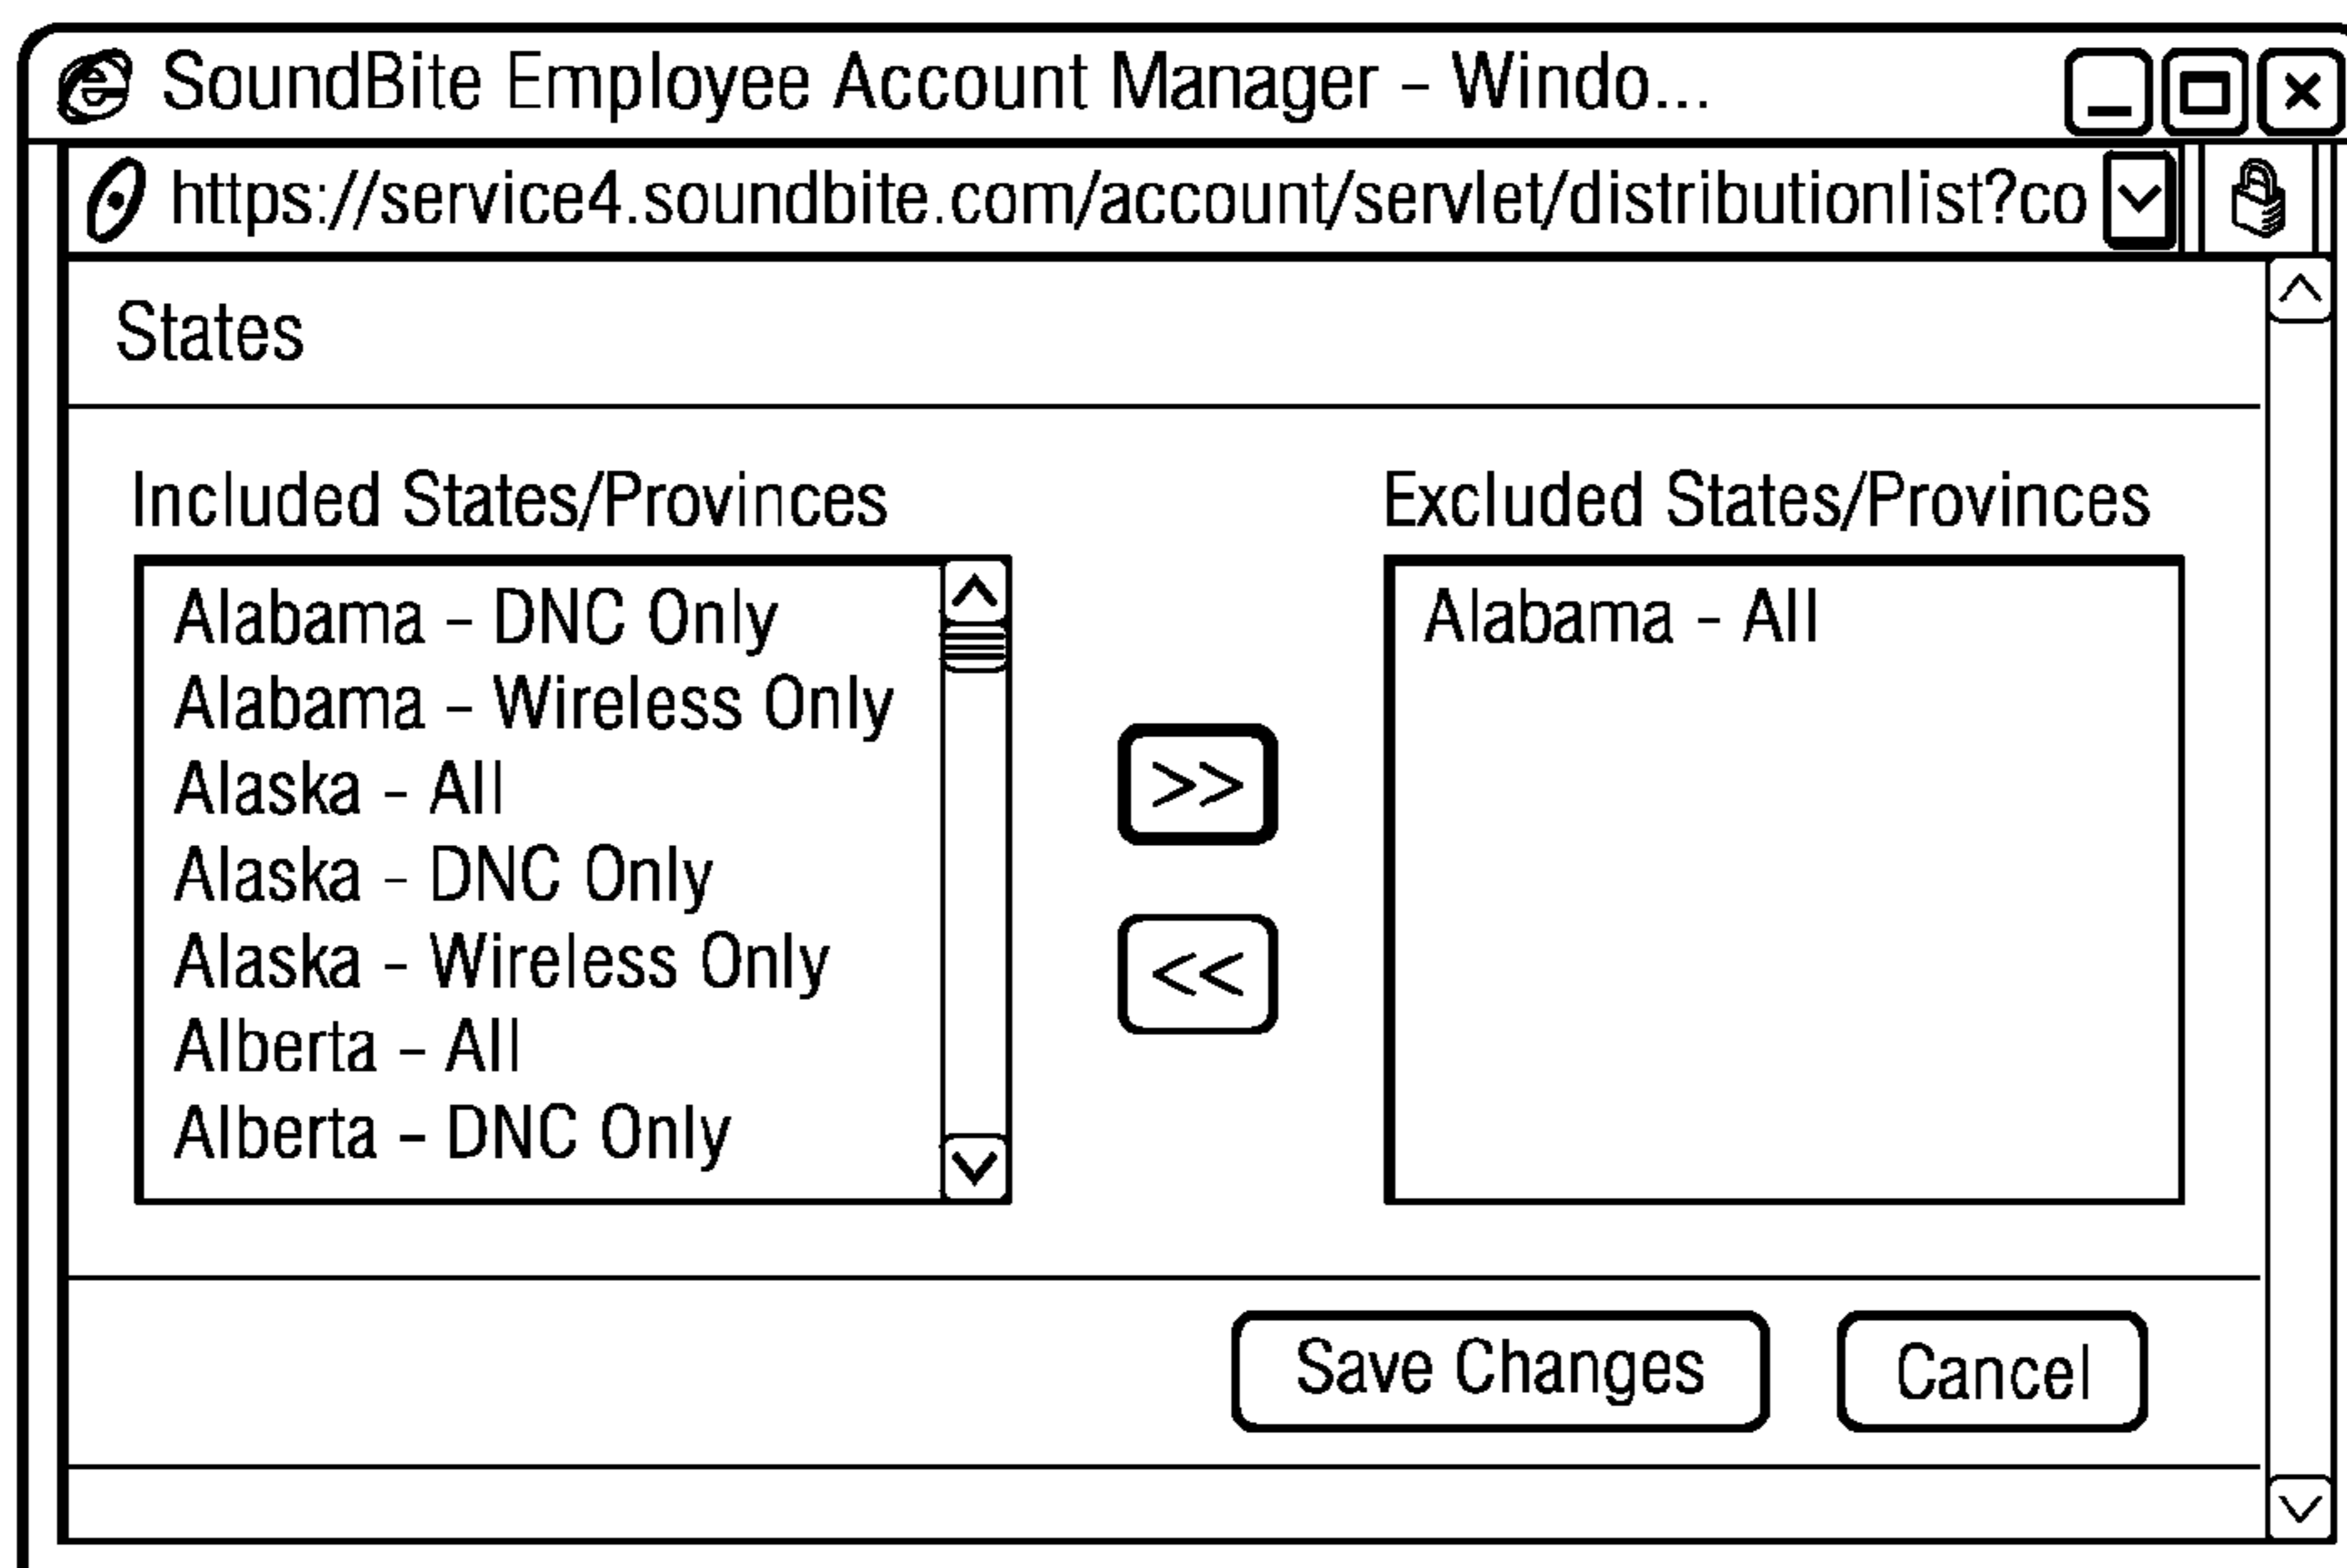 SoundBite Employee Account Manager – Windo...
https://service4.soundbite.com/account/servlet/distributionlist?co
States
Included States/Provinces
Alabama – DNC Only
Alabama – Wireless Only
Alaska – All
Alaska – DNC Only
Alaska – Wireless Only
Alberta – All
Alberta – DNC Only
>>
<<
Excluded States/Provinces
Alabama – All
Save Changes
Cancel